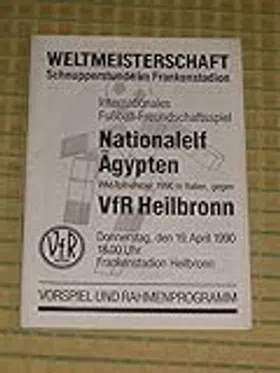 WELTMEISTERSCHAFT
Schnupperstunde im Frankenstadion
Internationales
Fußball-Freundschaftsspiel
Nationalelf
Ägypten
WM-Teilnehmer 1990 in Italien, gegen
VfR Heilbronn
VfR
Donnerstag, den 19. April 1990
18.00 Uhr
Frankenstadion Heilbronn
VORSPIEL UND RAHMENPROGRAMM